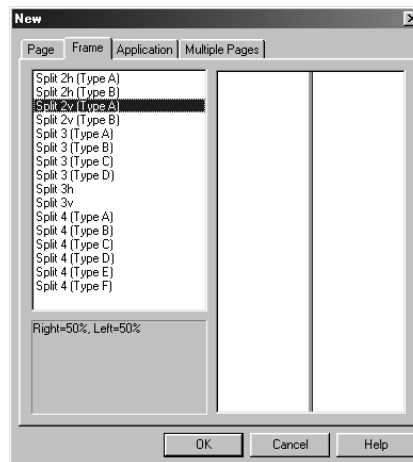 New
Page Frame Application Multiple Pages
Split 2h (Type A)
Split 2h (Type B)
Split 2v (Type A)
Split 2v (Type B)
Split 3 (Type A)
Split 3 (Type B)
Split 3 (Type C)
Split 3 (Type D)
Split 3h
Split 3v
Split 4 (Type A)
Split 4 (Type B)
Split 4 (Type C)
Split 4 (Type D)
Split 4 (Type E)
Split 4 (Type F)
Right=50%, Left=50%
OK Cancel Help